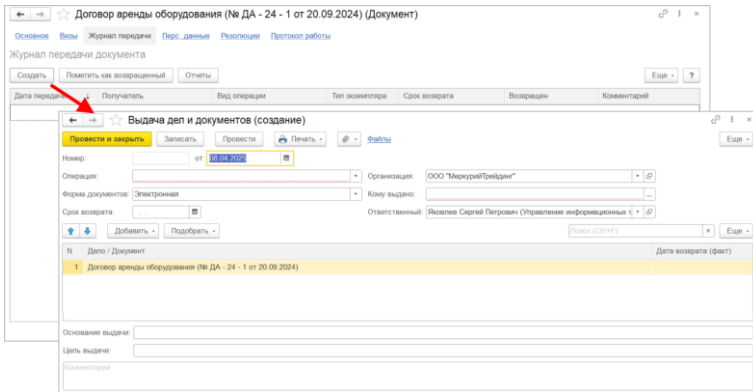 Договор аренды оборудования (№ ДА - 24 - 1 от 20.09.2024) (Документ)
Основное Визы Журнал передачи Перс. данные Резолюции Протокол работы
Журнал передачи документа
Создать Пометить как возвращенный Отчеты Еще ?
Дата передачи Получатель Вид операции Тип экземпляра Срок возврата Возвращен Комментарий
Выдача дел и документов (создание)
Провести и закрыть Записать Провести Печать Файлы Еще
Номер: от: 08.04.2025
Операция: Организация: ООО "МеркурийТрейдинг"
Форма документов: Электронная Кому выдано:
Срок возврата: . . Ответственный: Яковлев Сергей Петрович (Управление информационных т
Добавить Подобрать Поиск (Ctrl+F) × Еще
N Дело / Документ Дата возврата (факт)
1 Договор аренды оборудования (№ ДА - 24 - 1 от 20.09.2024)
Основание выдачи:
Цель выдачи:
Комментарий